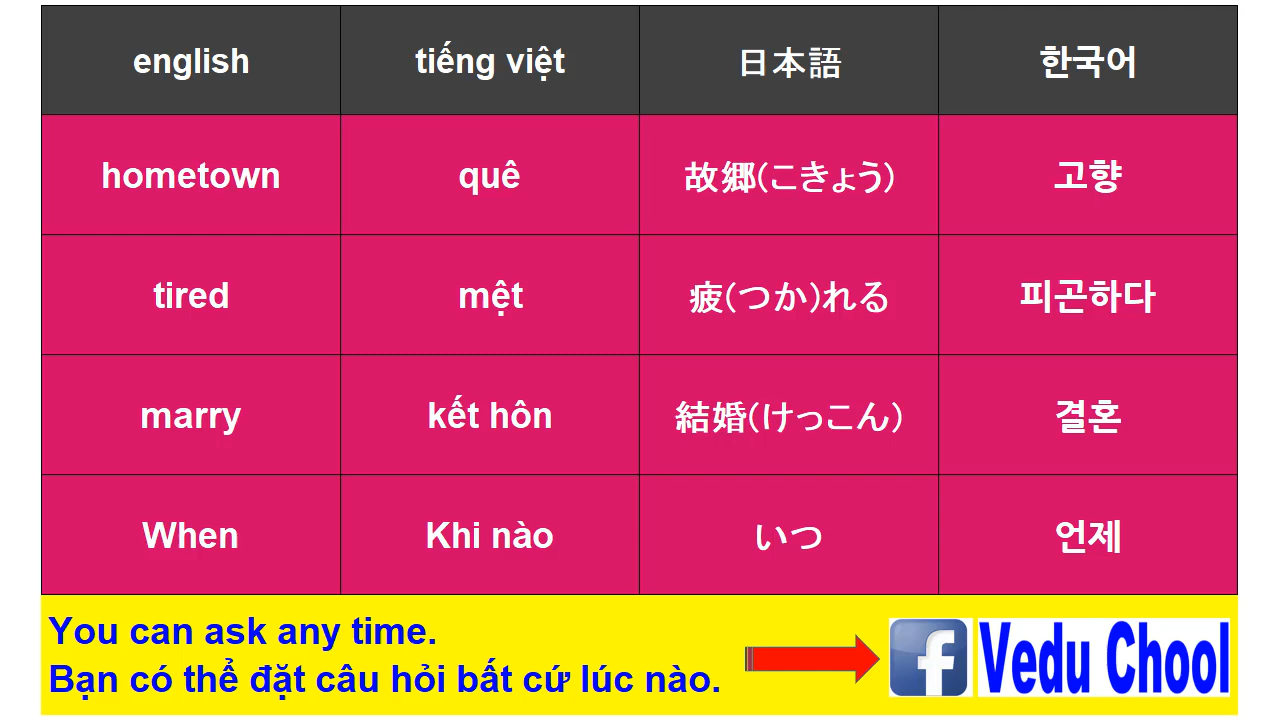 english tiếng việt 日本語 한국어
hometown quê 故郷(こきょう) 고향
tired mệt 疲(つか)れる 피곤하다
marry kết hôn 結婚(けっこん) 결혼
When Khi nào いつ 언제
You can ask any time.
Bạn có thể đặt câu hỏi bất cứ lúc nào.
f Vedu Chool